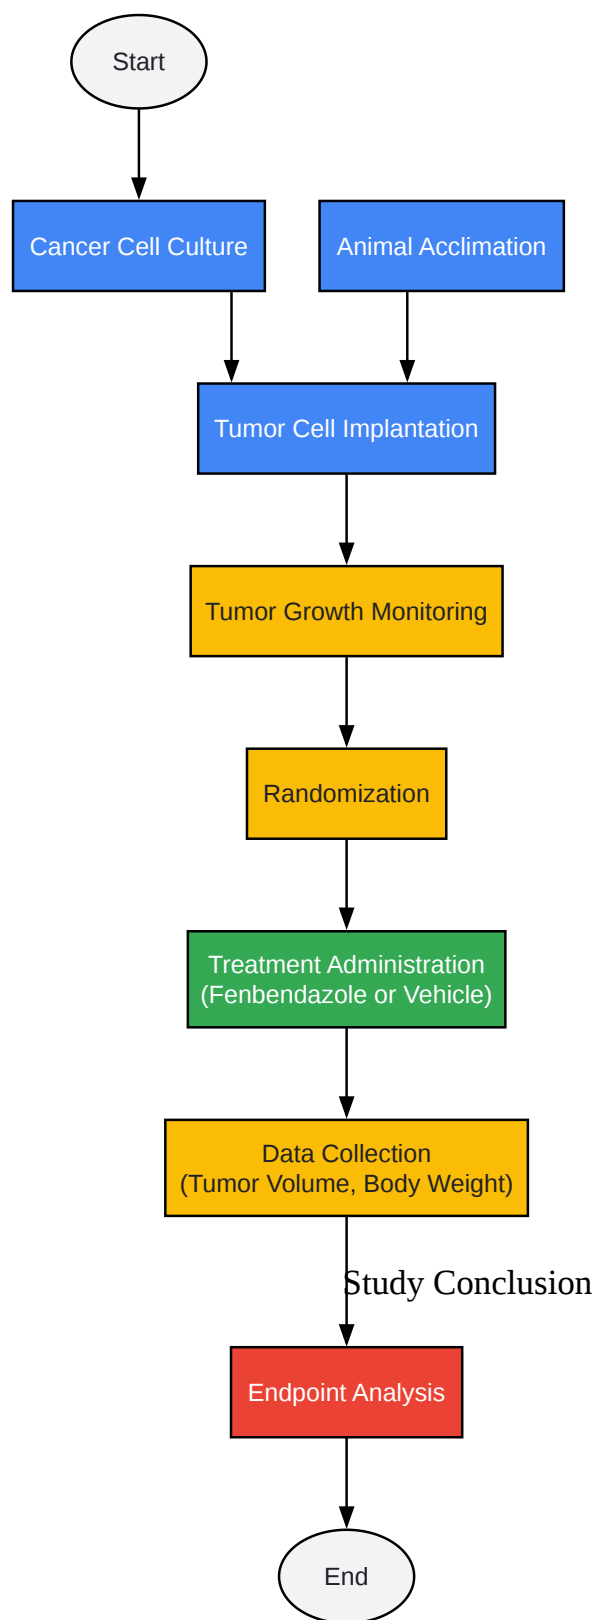 Start
Cancer Cell Culture
Animal Acclimation
Tumor Cell Implantation
Tumor Growth Monitoring
Randomization
Treatment Administration
(Fenbendazole or Vehicle)
Data Collection
(Tumor Volume, Body Weight)
Study Conclusion
Endpoint Analysis
End